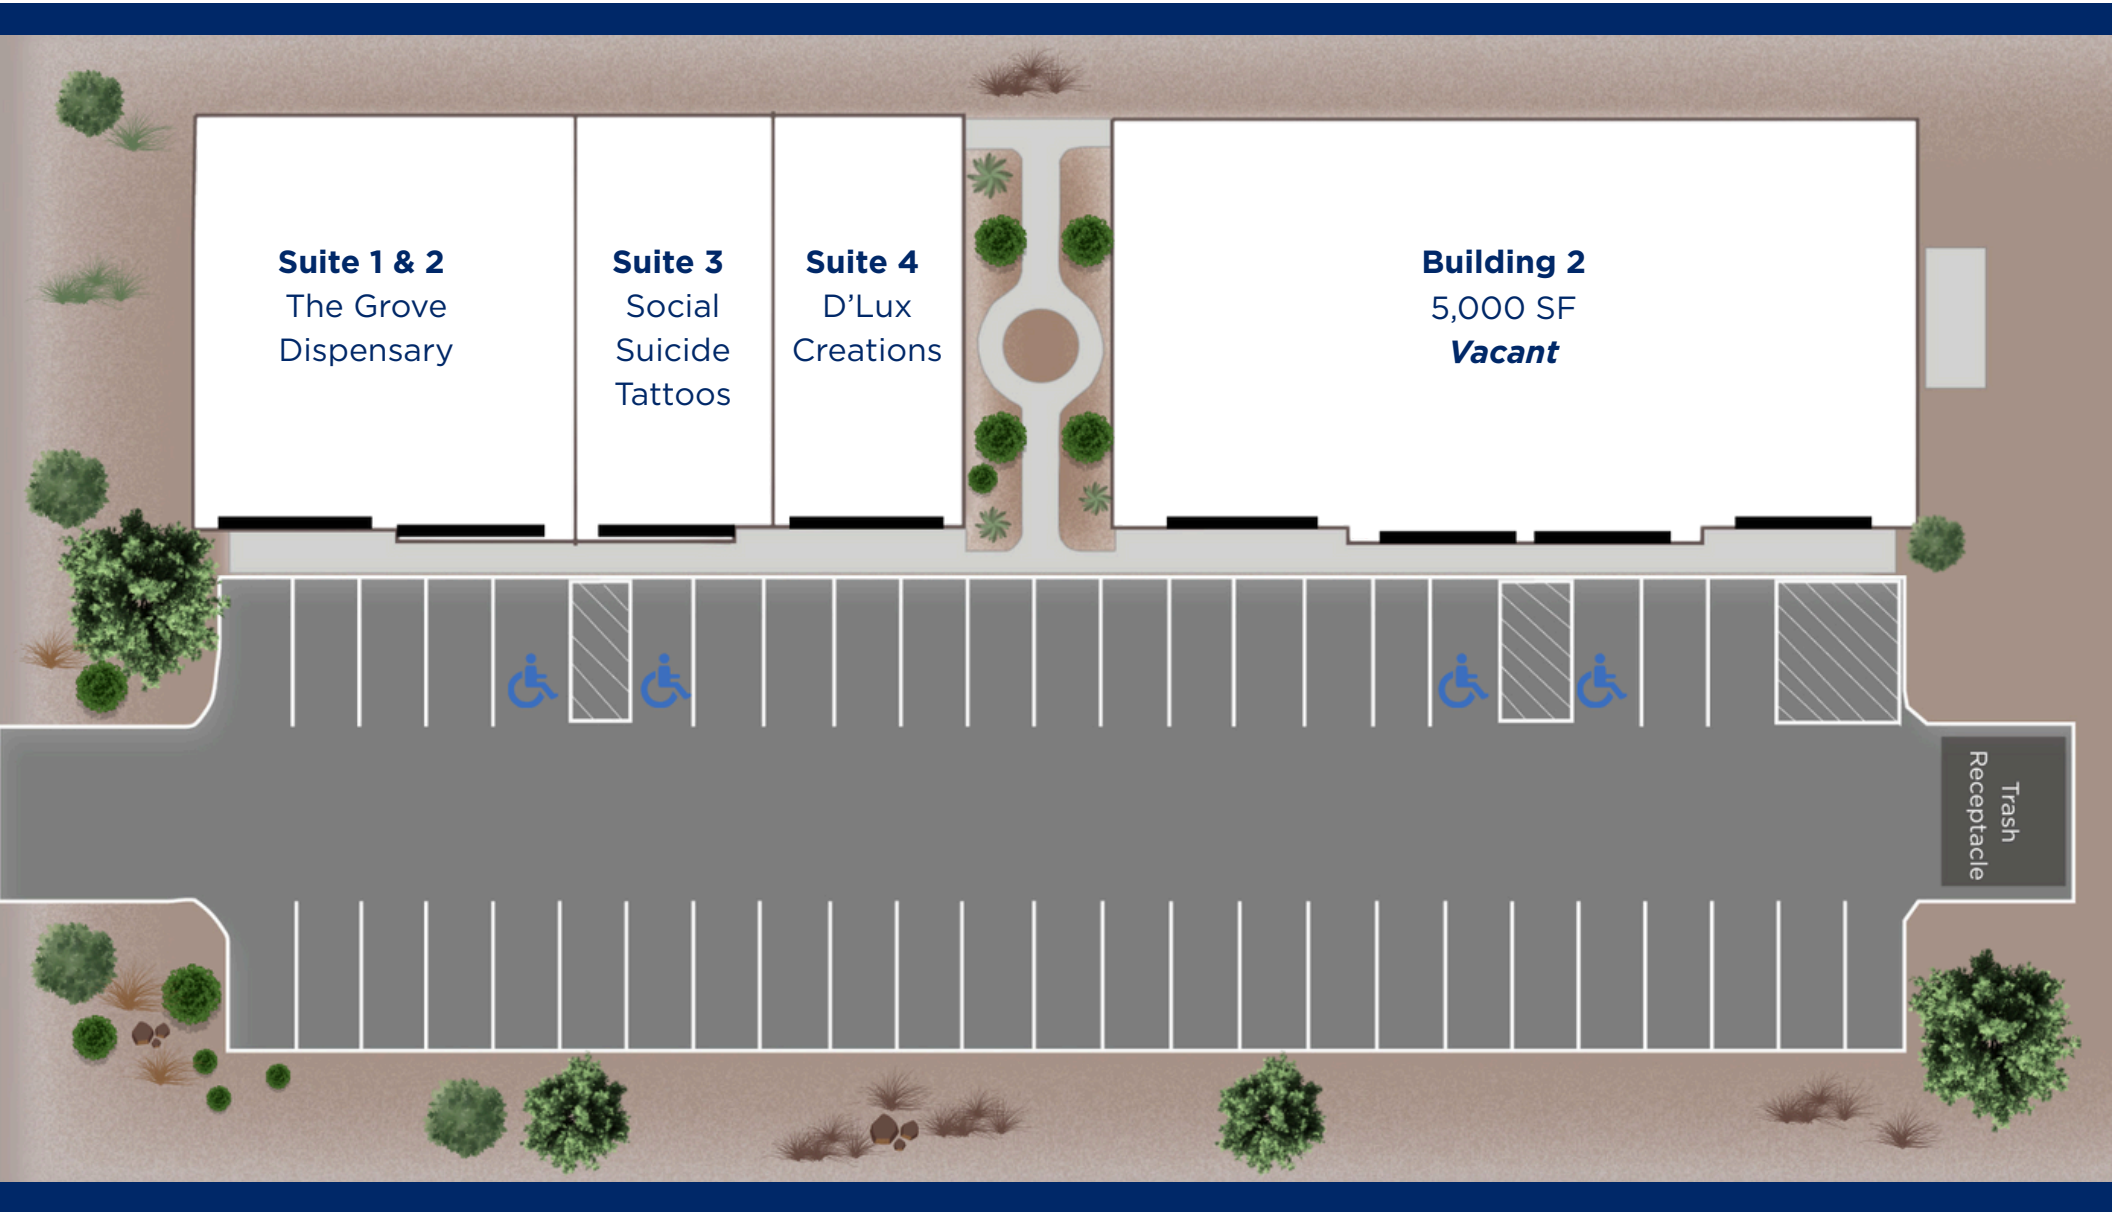 Suite 1 & 2
The Grove
Dispensary
Suite 3
Social
Suicide
Tattoos
Suite 4
D’Lux
Creations
Building 2
5,000 SF
Vacant
Trash
Receptacle